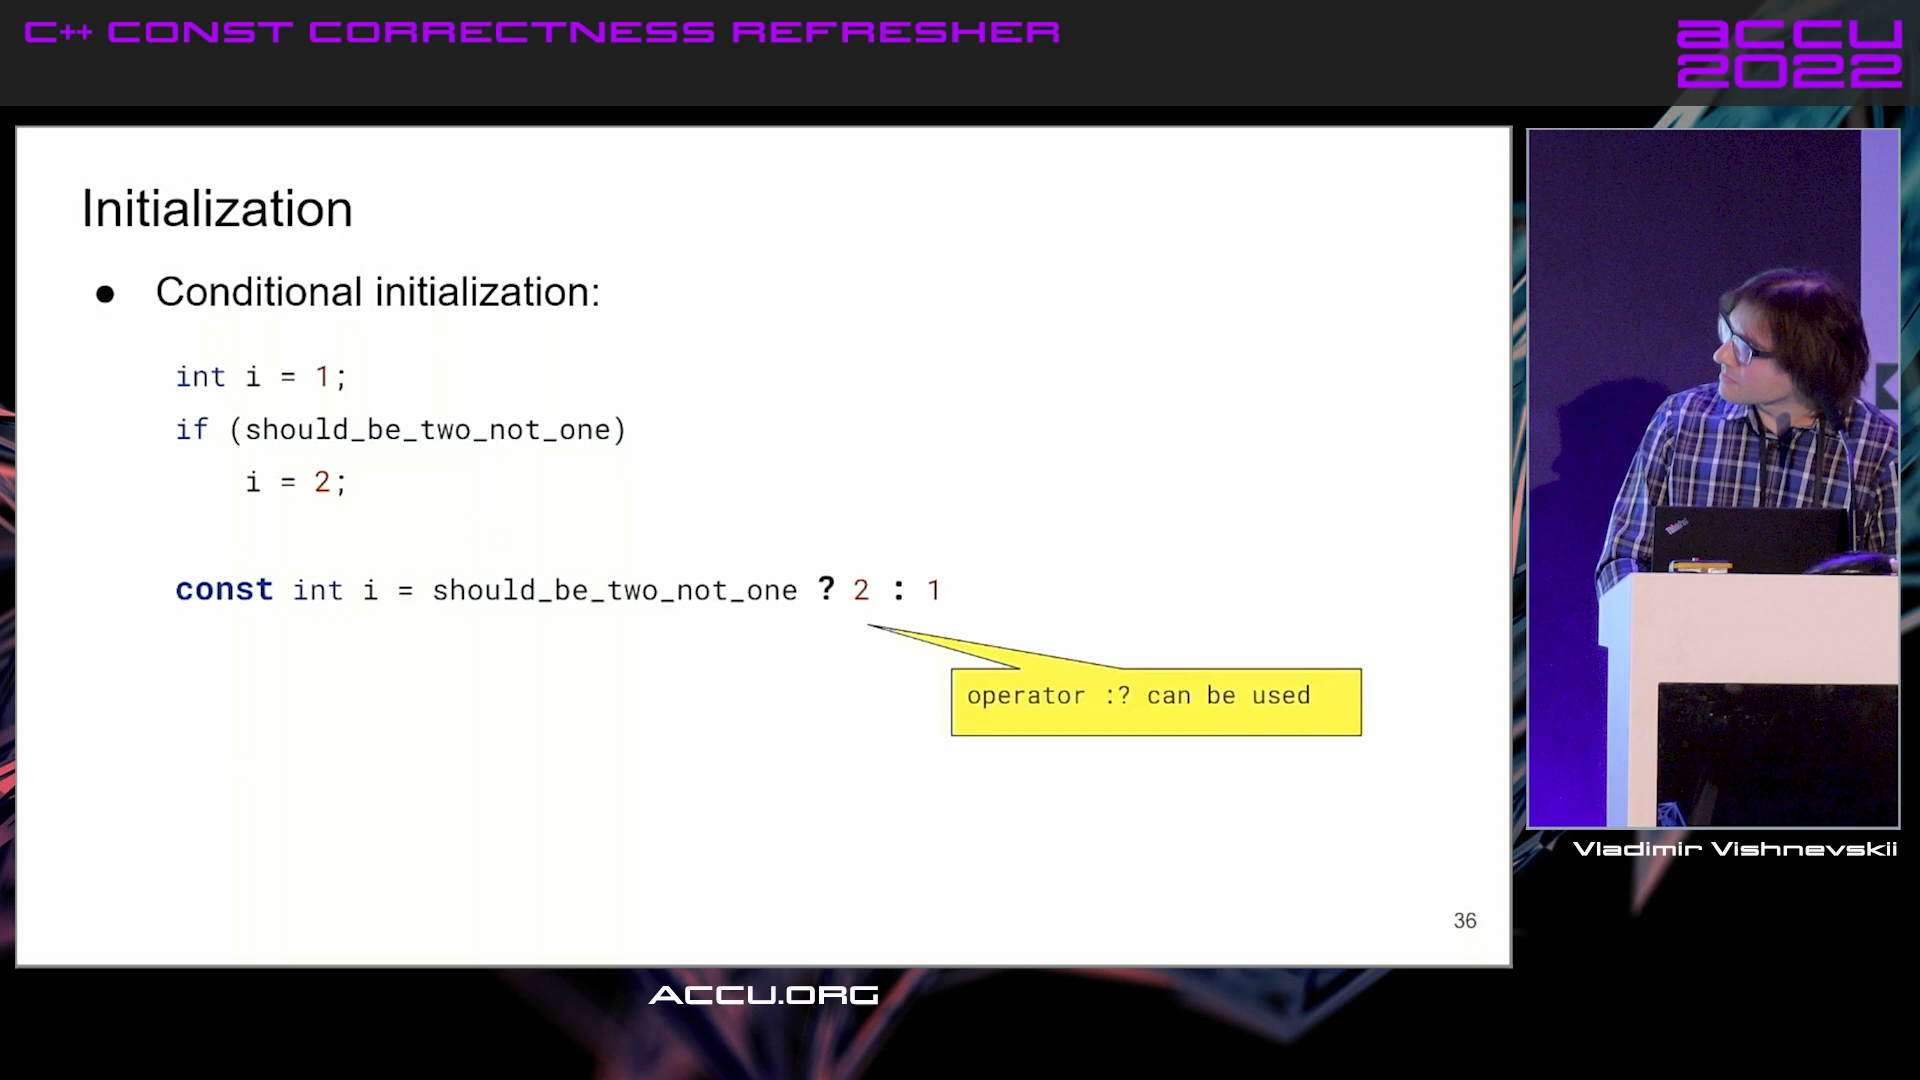 C++ CONST CORRECTNESS REFRESHER
accu
2022
Initialization
● Conditional initialization:
int i = 1;
if (should_be_two_not_one)
i = 2;
const int i = should_be_two_not_one ? 2 : 1
operator :? can be used
36
ThinkPad
Vladimir Vishnevskii
ACCU.ORG